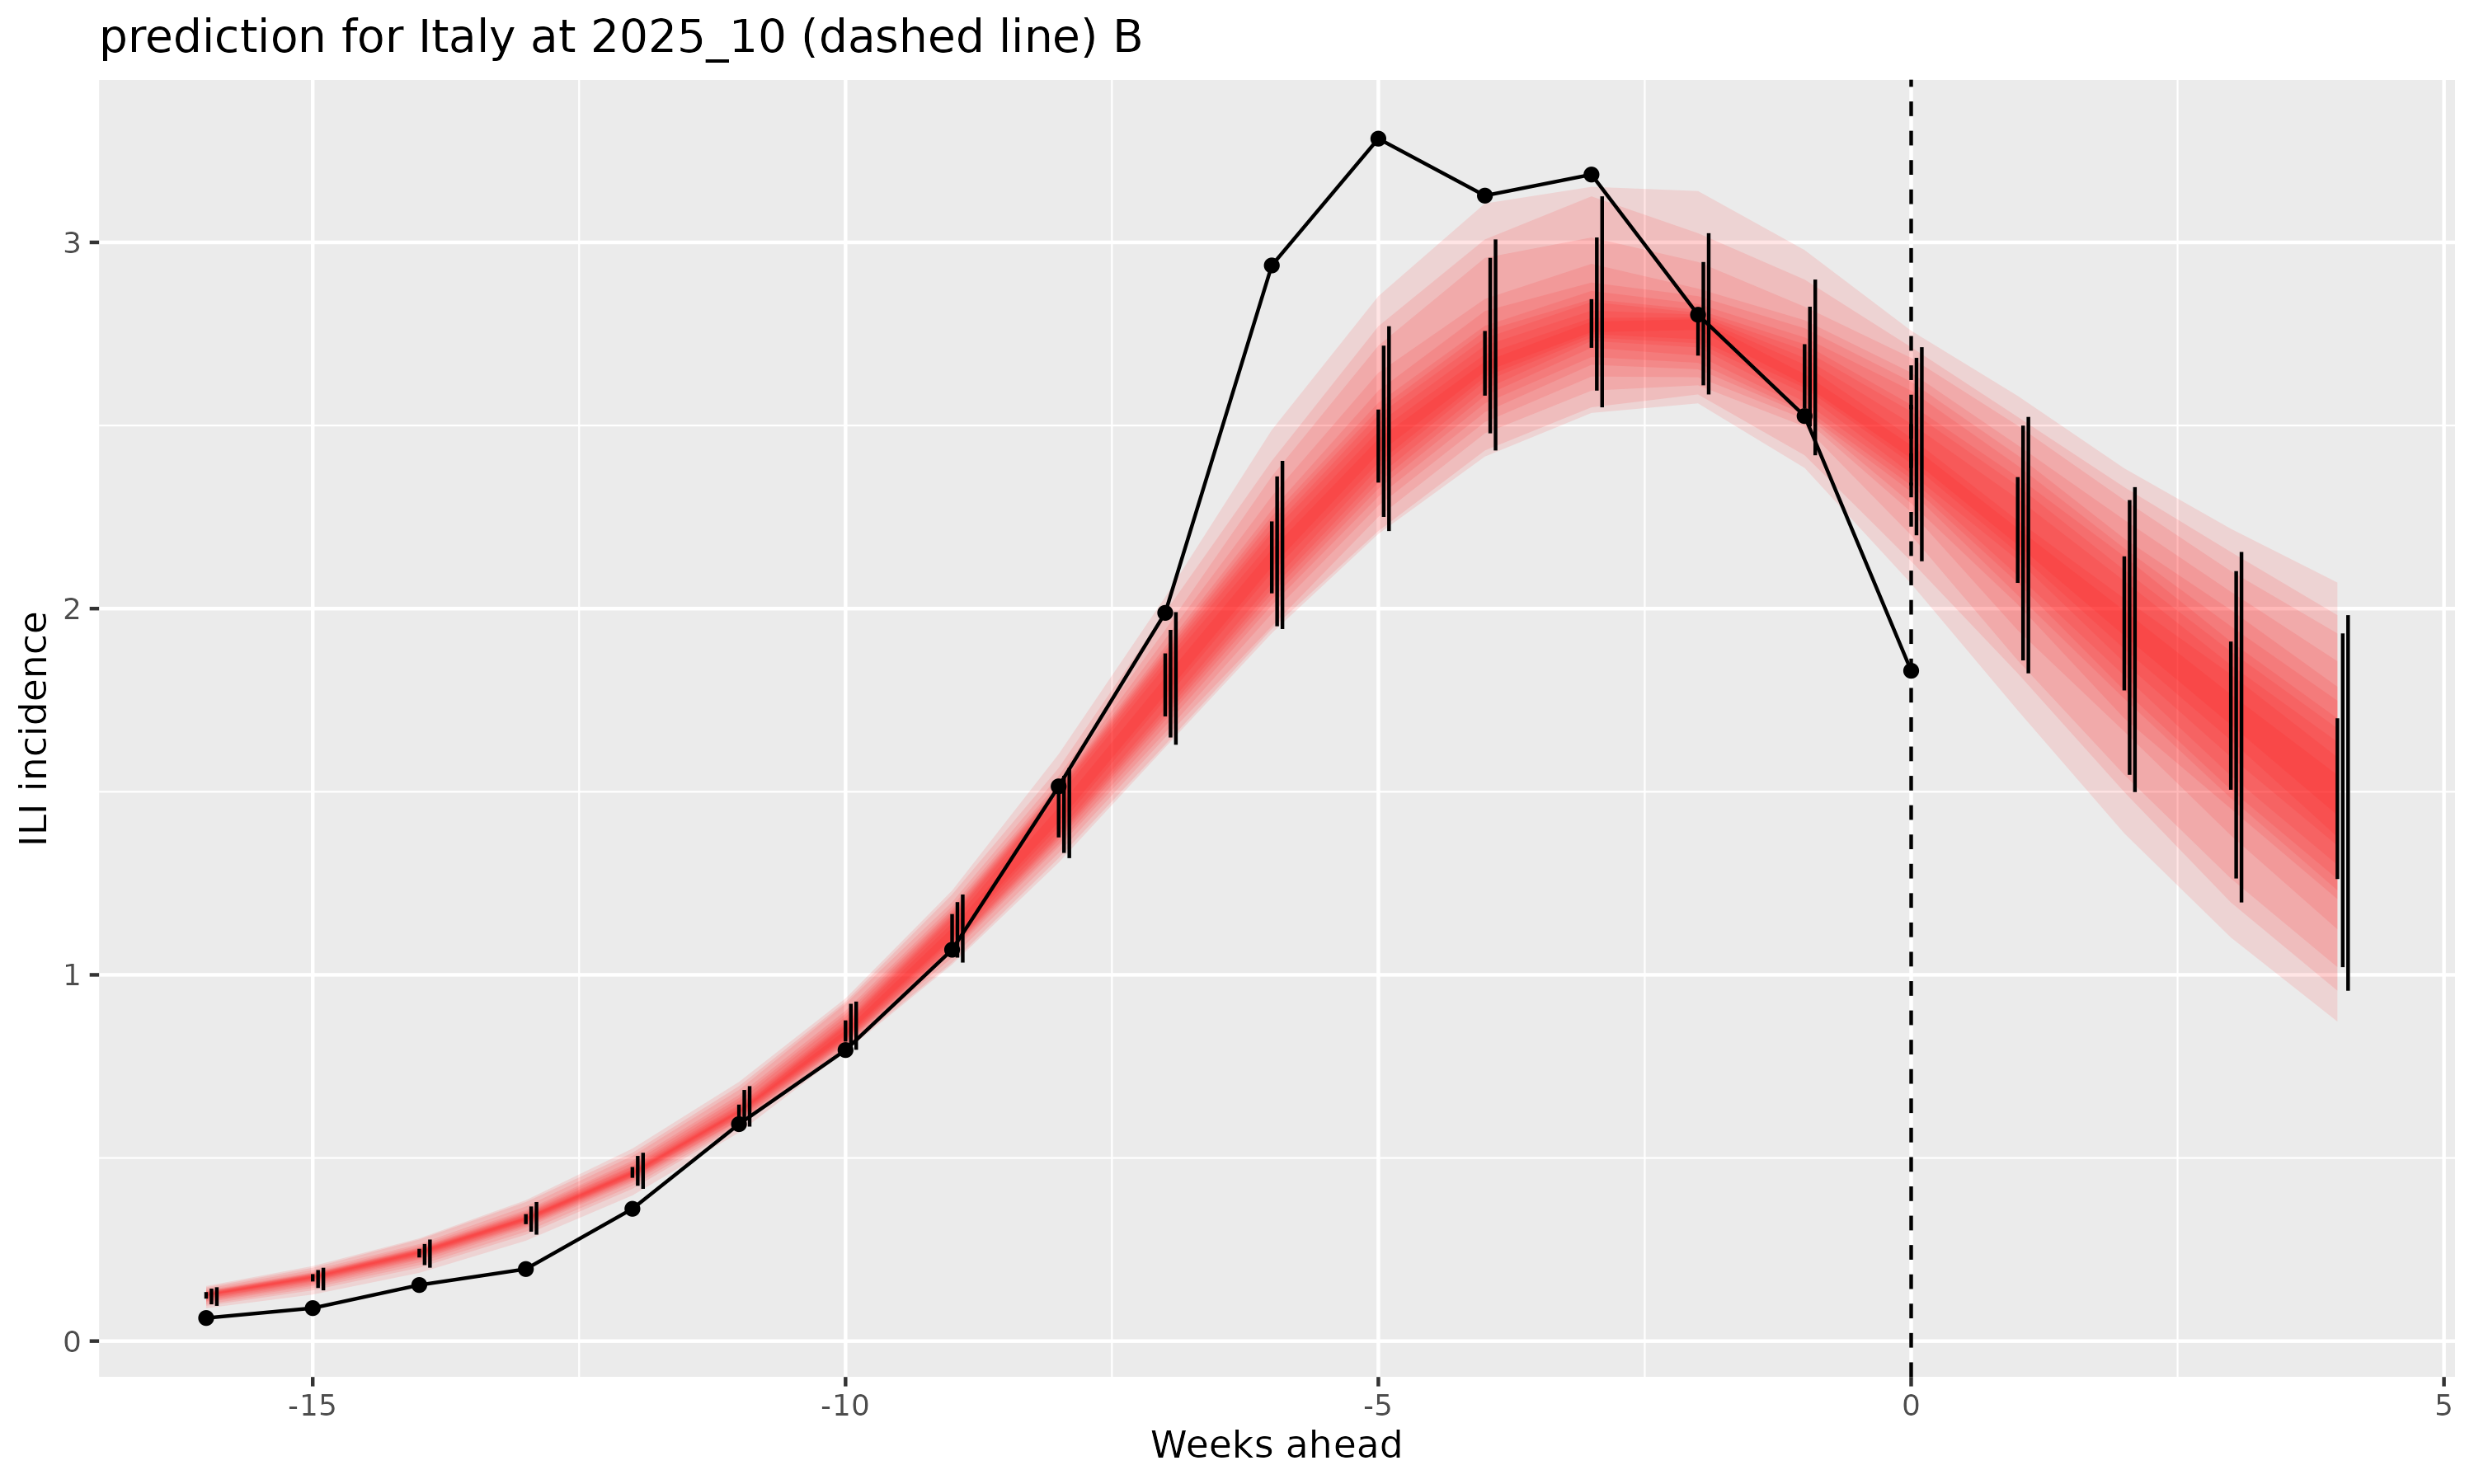 prediction for Italy at 2025_10 (dashed line) B
ILI incidence
3
2
1
0
-15 -10 -5 0 5
Weeks ahead